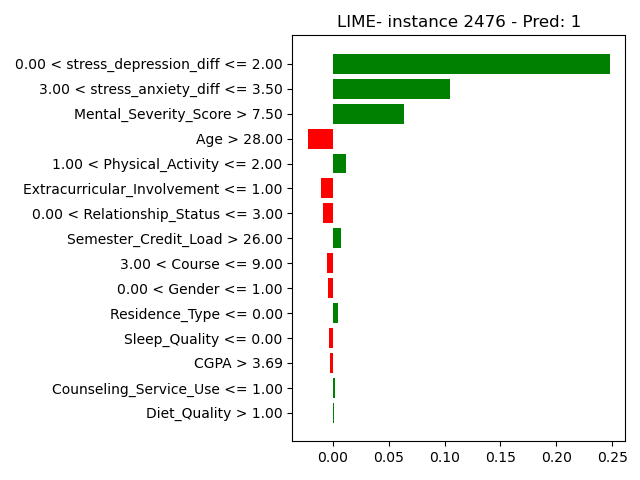 LIME- instance 2476 - Pred: 1
0.00 < stress_depression_diff <= 2.00
3.00 < stress_anxiety_diff <= 3.50
Mental_Severity_Score > 7.50
Age > 28.00
1.00 < Physical_Activity <= 2.00
Extracurricular_Involvement <= 1.00
0.00 < Relationship_Status <= 3.00
Semester_Credit_Load > 26.00
3.00 < Course <= 9.00
0.00 < Gender <= 1.00
Residence_Type <= 0.00
Sleep_Quality <= 0.00
CGPA > 3.69
Counseling_Service_Use <= 1.00
Diet_Quality > 1.00
0.00 0.05 0.10 0.15 0.20 0.25